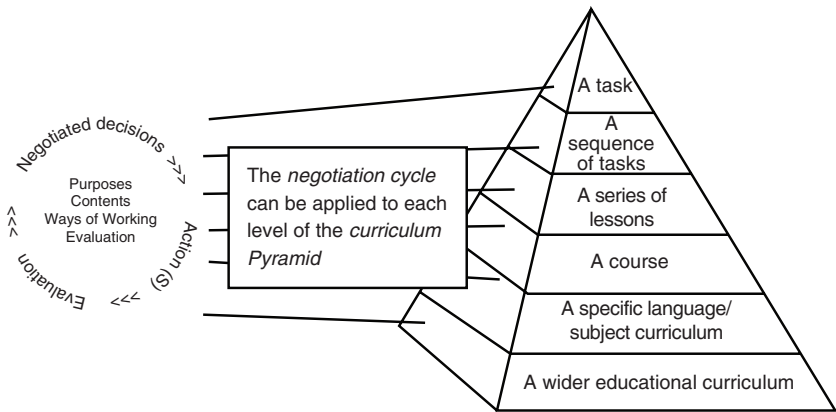 Negotiated decisions >>>
Action (S) >>>
Evaluation >>>
Purposes
Contents
Ways of Working
Evaluation
The negotiation cycle
can be applied to each
level of the curriculum
Pyramid
A task
A
sequence
of tasks
A series of
lessons
A course
A specific language/
subject curriculum
A wider educational curriculum